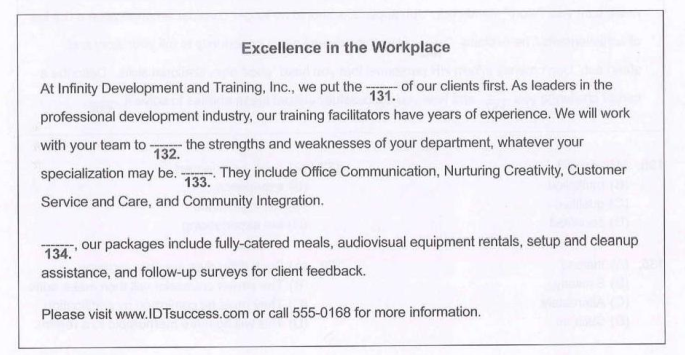 Excellence in the Workplace
At Infinity Development and Training, Inc., we put the ------- of our clients first. As leaders in the
131.
professional development industry, our training facilitators have years of experience. We will work
with your team to ------- the strengths and weaknesses of your department, whatever your
132.
specialization may be. -------. They include Office Communication, Nurturing Creativity, Customer
133.
Service and Care, and Community Integration.
-------, our packages include fully-catered meals, audiovisual equipment rentals, setup and cleanup
134.
assistance, and follow-up surveys for client feedback.
Please visit www.IDTsuccess.com or call 555-0168 for more information.